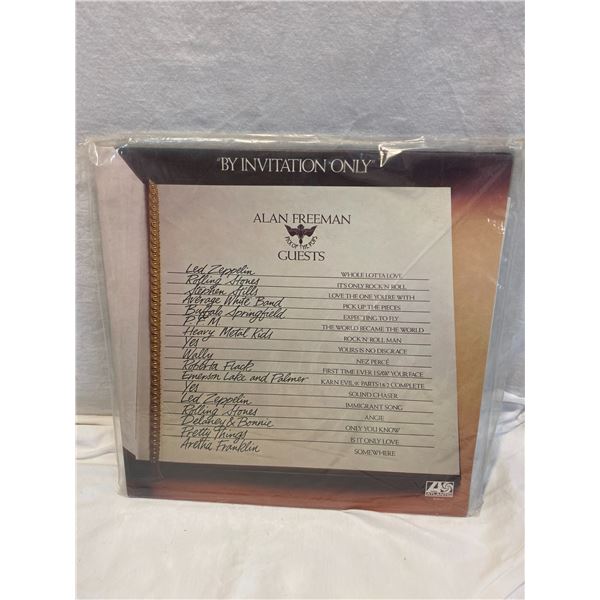 "BY INVITATION ONLY"
ALAN FREEMAN
GUESTS
Led Zeppelin WHOLE LOTTA LOVE
Rolling Stones IT'S ONLY ROCK 'N ROLL
Stephen Stills LOVE THE ONE YOU'RE WITH
Average White Band PICK UP THE PIECES
Buffalo Springfield EXPECTING TO FLY
P.F.M. THE WORLD BECAME THE WORLD
Heavy Metal Kids ROCK N' ROLL MAN
Yes YOURS IS NO DISGRACE
Wally NEZ PERCÉ
Roberta Flack FIRST TIME EVER I SAW YOUR FACE
Emerson Lake and Palmer KARN EVIL 9: PARTS 1 & 2 COMPLETE
Yes SOUND CHASER
Led Zeppelin IMMIGRANT SONG
Rolling Stones ANGIE
Delaney & Bonnie ONLY YOU KNOW
Pretty Things IS IT ONLY LOVE
Aretha Franklin SOMEWHERE
ATLANTIC